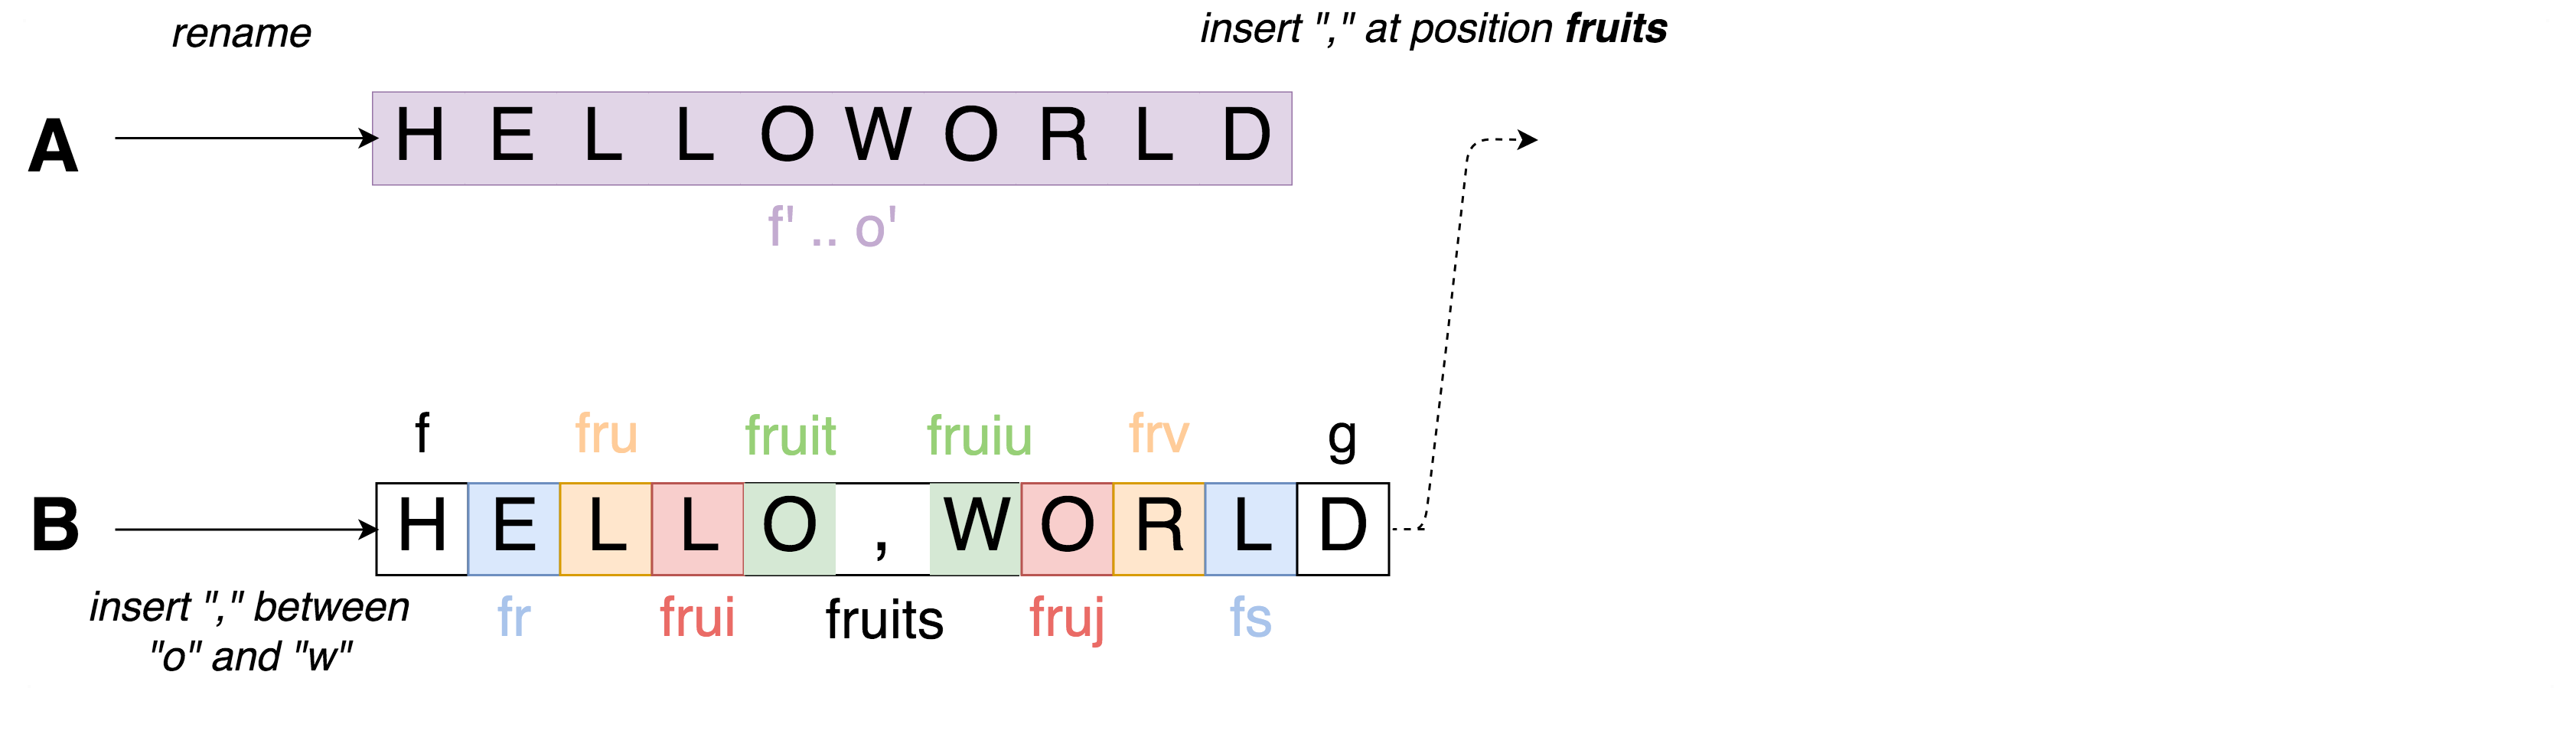 rename
insert "," at position fruits
A
H E L L O W O R L D
f' .. o'
f fru fruit fruiu frv g
B
H E L L O , W O R L D
fr frui fruits fruj fs
insert "," between
"o" and "w"